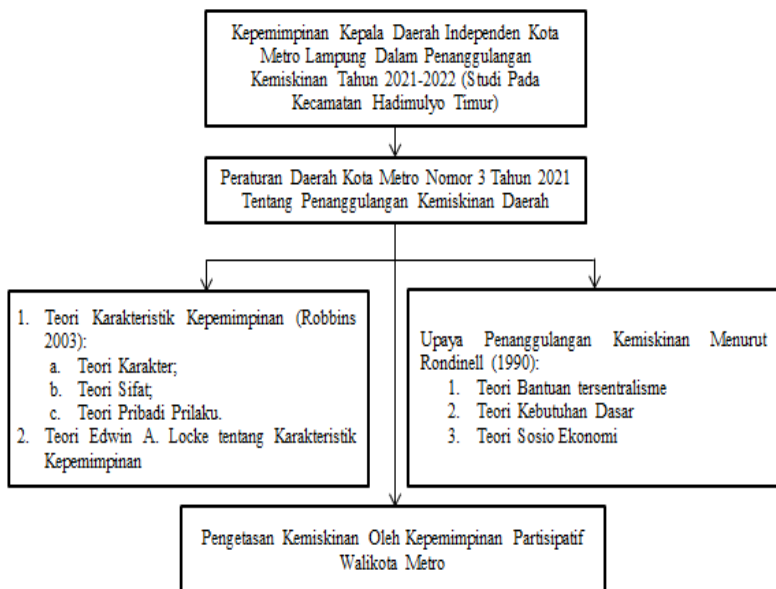 Kepemimpinan Kepala Daerah Independen Kota
Metro Lampung Dalam Penanggulangan
Kemiskinan Tahun 2021-2022 (Studi Pada
Kecamatan Hadimulyo Timur)
Peraturan Daerah Kota Metro Nomor 3 Tahun 2021
Tentang Penanggulangan Kemiskinan Daerah
1. Teori Karakteristik Kepemimpinan (Robbins
2003):
a. Teori Karakter;
b. Teori Sifat;
c. Teori Pribadi Prilaku.
2. Teori Edwin A. Locke tentang Karakteristik
Kepemimpinan
Upaya Penanggulangan Kemiskinan Menurut
Rondinell (1990):
1. Teori Bantuan tersentralisme
2. Teori Kebutuhan Dasar
3. Teori Sosio Ekonomi
Pengetasan Kemiskinan Oleh Kepemimpinan Partisipatif
Walikota Metro